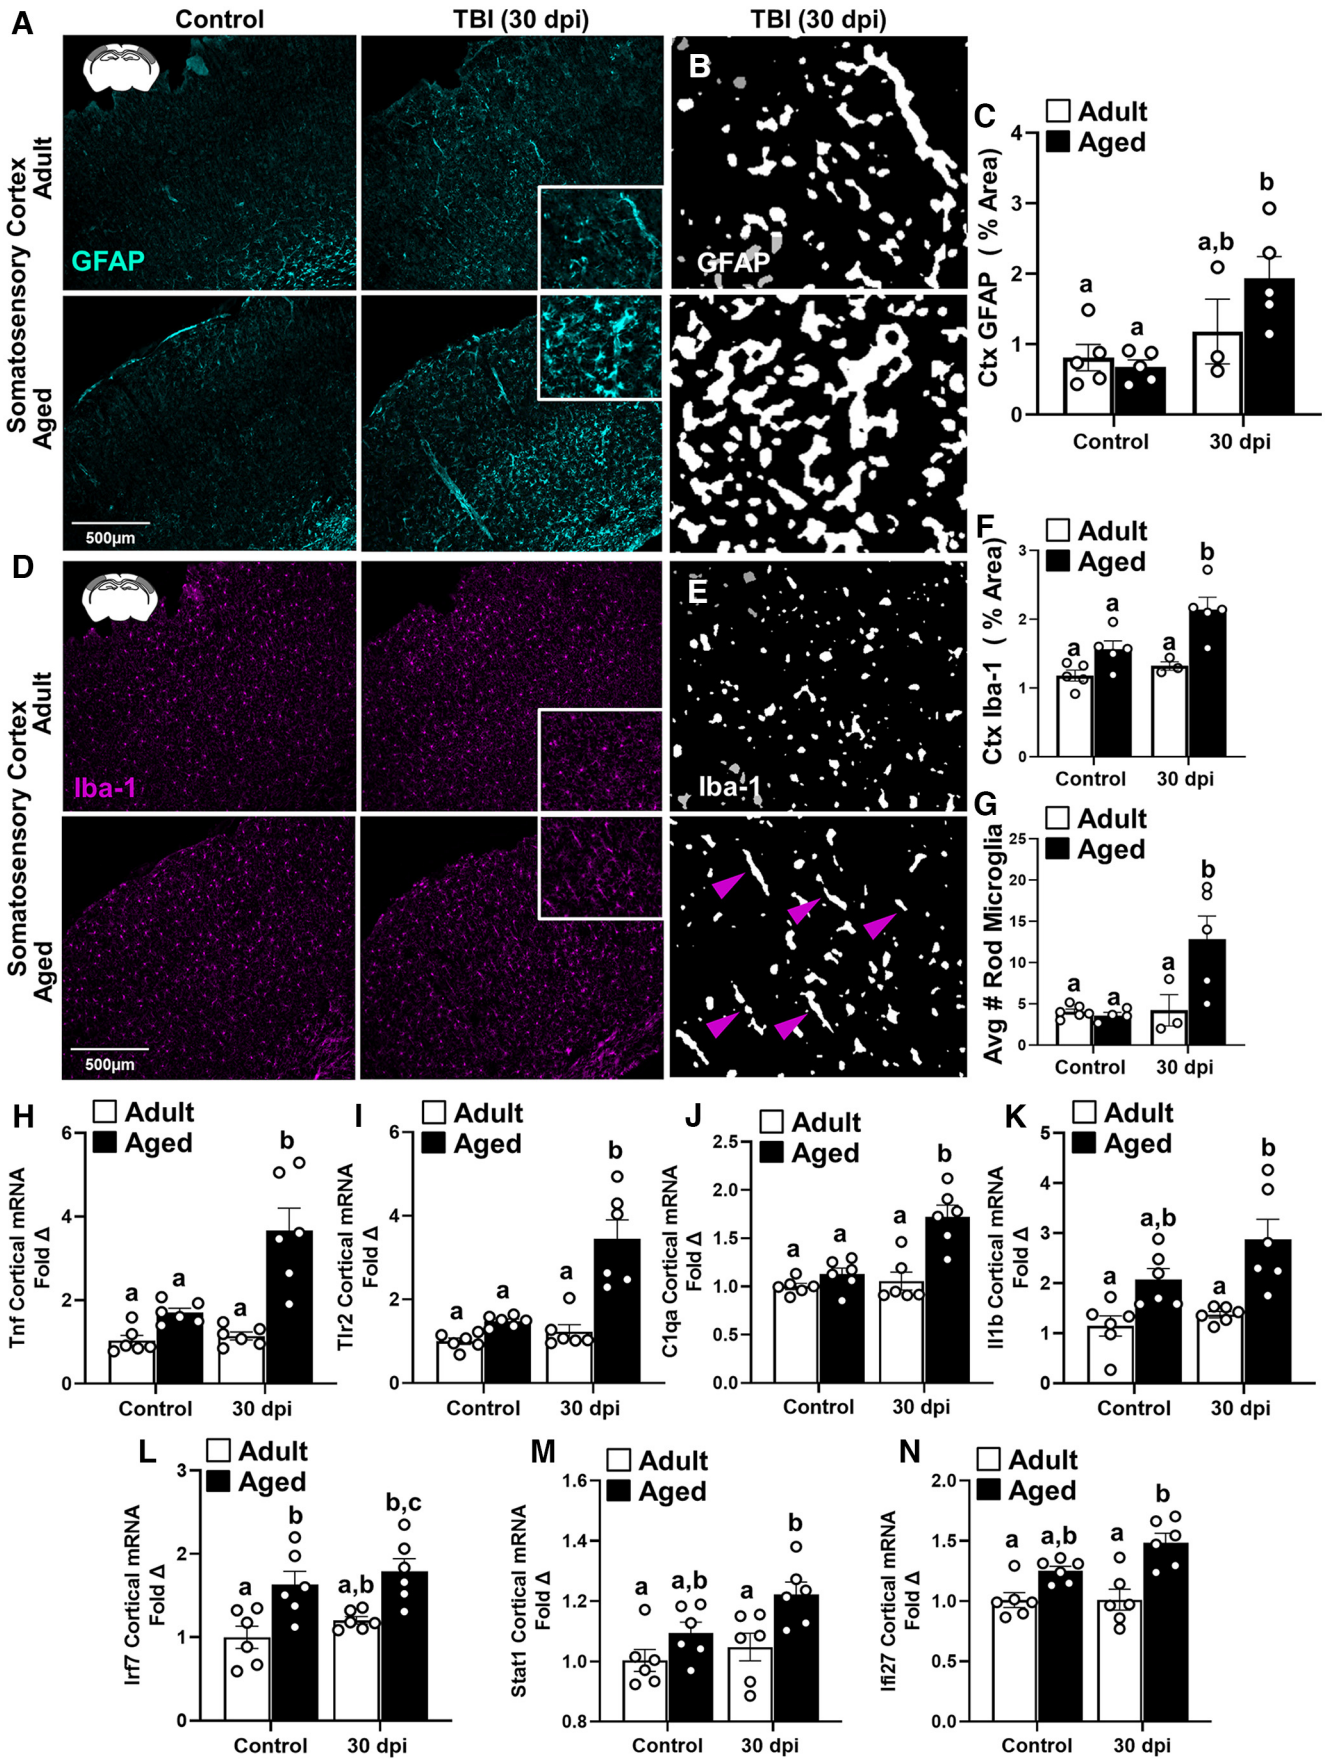 A
Control
TBI (30 dpi)
TBI (30 dpi)
Somatosensory Cortex
Adult
Aged
GFAP
500µm
B
GFAP
C
Adult
Aged
Ctx GFAP ( % Area)
4
3
2
1
0
a
a
a,b
b
Control
30 dpi
D
Somatosensory Cortex
Adult
Aged
Iba-1
500µm
E
Iba-1
F
Adult
Aged
Ctx Iba-1 ( % Area)
3
2
1
0
a
a
a
b
Control
30 dpi
G
Adult
Aged
Avg # Rod Microglia
25
20
15
10
5
0
a
a
a
b
Control
30 dpi
H
Adult
Aged
Tnf Cortical mRNA
Fold Δ
6
4
2
0
a
a
a
b
Control
30 dpi
I
Adult
Aged
Tlr2 Cortical mRNA
Fold Δ
6
4
2
0
a
a
a
b
Control
30 dpi
J
Adult
Aged
C1qa Cortical mRNA
Fold Δ
2.5
2.0
1.5
1.0
0.5
0.0
a
a
a
b
Control
30 dpi
K
Adult
Aged
Il1b Cortical mRNA
Fold Δ
5
4
3
2
1
0
a
a,b
a
b
Control
30 dpi
L
Adult
Aged
Irf7 Cortical mRNA
Fold Δ
3
2
1
0
a
b
a,b
b,c
Control
30 dpi
M
Adult
Aged
Stat1 Cortical mRNA
Fold Δ
1.6
1.4
1.2
1.0
0.8
a
a,b
a
b
Control
30 dpi
N
Adult
Aged
Ifi27 Cortical mRNA
Fold Δ
2.0
1.5
1.0
0.5
0.0
a
a,b
a
b
Control
30 dpi